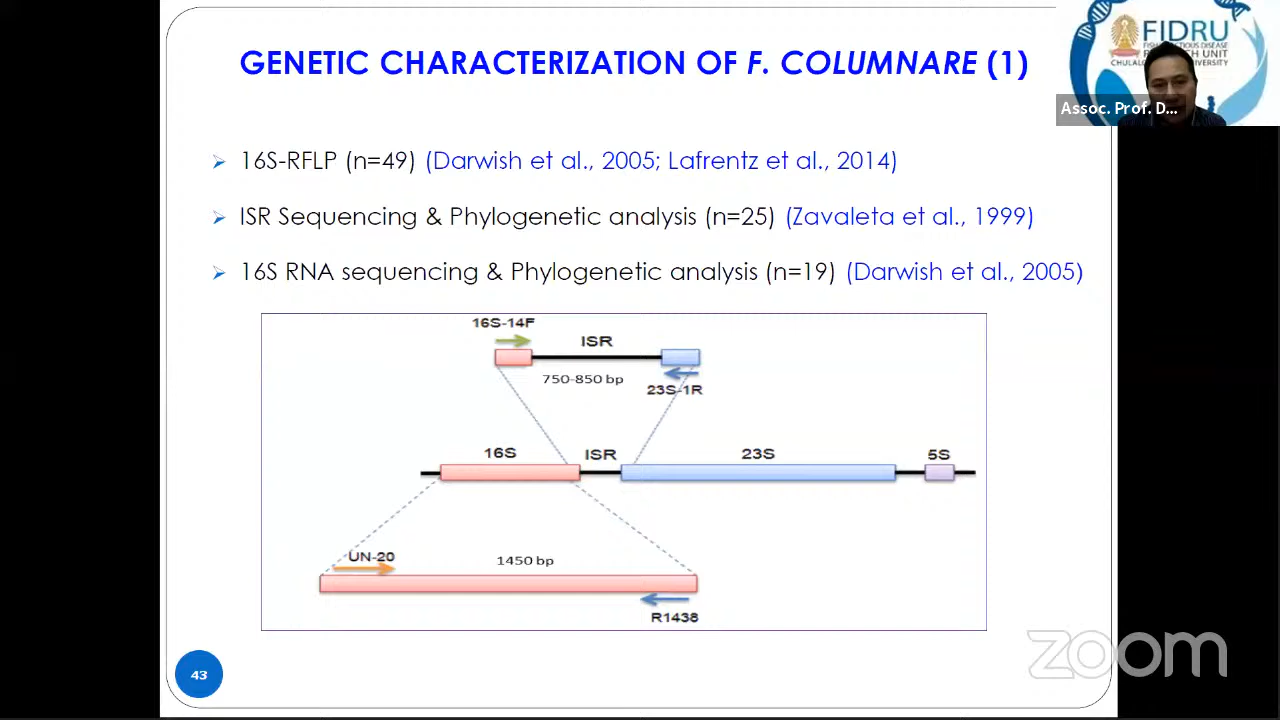 GENETIC CHARACTERIZATION OF F. COLUMNARE (1)
FIDRU
CHULALO
UNIVERSITY
Assoc. Prof. D...
➢ 16S-RFLP (n=49) (Darwish et al., 2005; Lafrentz et al., 2014)
➢ ISR Sequencing & Phylogenetic analysis (n=25) (Zavaleta et al., 1999)
➢ 16S RNA sequencing & Phylogenetic analysis (n=19) (Darwish et al., 2005)
16S-14F
ISR
750-850 bp
23S-1R
16S ISR 23S 5S
UN-20
1450 bp
R1438
zoom
43